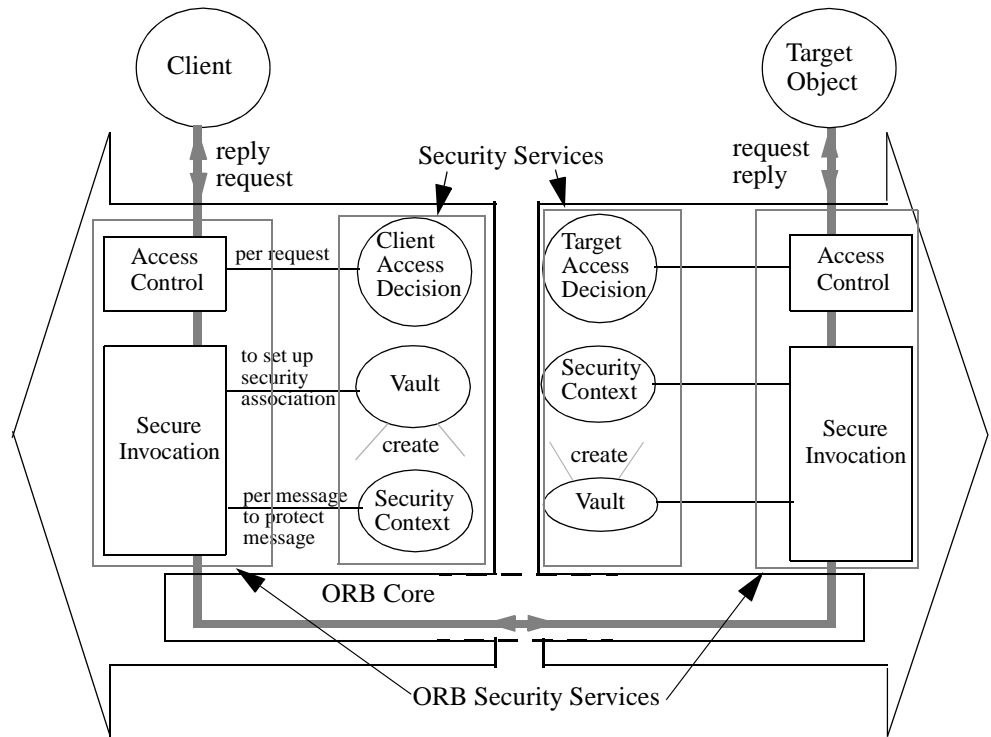 Client
Target
Object
reply
request
Security Services
request
reply
Access
Control
per request
Client
Access
Decision
Target
Access
Decision
Access
Control
to set up
security
association
Vault
Security
Context
Secure
Invocation
create
create
Secure
Invocation
per message
to protect
message
Security
Context
Vault
ORB Core
ORB Security Services